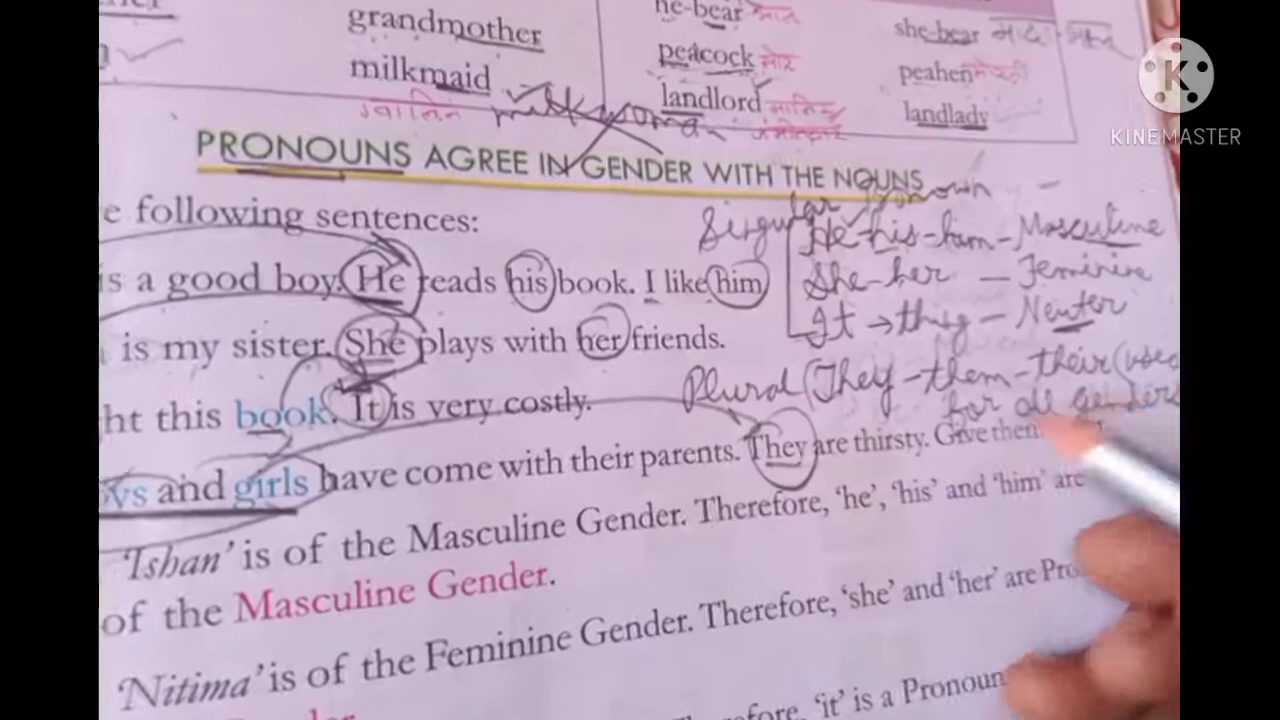 grandmother he-bear she-bear
milkmaid peacock मोर peahen मोरनी
landlord landlady
ग्वालिन milkwoman
KINEMASTER
PRONOUNS AGREE IN GENDER WITH THE NOUNS
e following sentences: Singular
He-his-ham-Masculine
s a good boy. He reads his book. I like him
She-her — Feminine
is my sister. She plays with her friends.
It → thing - Neuter
ht this book. It is very costly.
Plural (They-them-their (used
for all genders
ys and girls have come with their parents. They are thirsty. Give them
'Ishan' is of the Masculine Gender. Therefore, 'he', 'his' and 'him' are
of the Masculine Gender.
'Nitima' is of the Feminine Gender. Therefore, 'she' and 'her' are Pro
'it' is a Pronoun